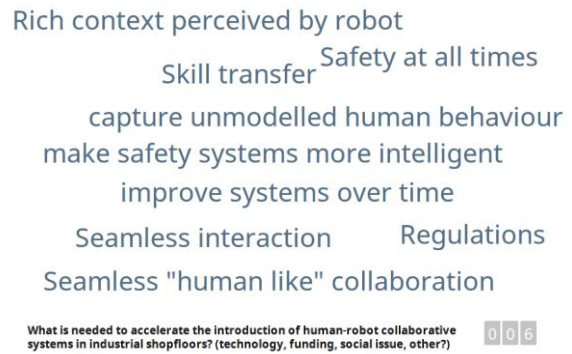 Rich context perceived by robot
Safety at all times
Skill transfer
capture unmodelled human behaviour
make safety systems more intelligent
improve systems over time
Seamless interaction
Regulations
Seamless "human like" collaboration
What is needed to accelerate the introduction of human-robot collaborative
systems in industrial shopfloors? (technology, funding, social issue, other?)
006